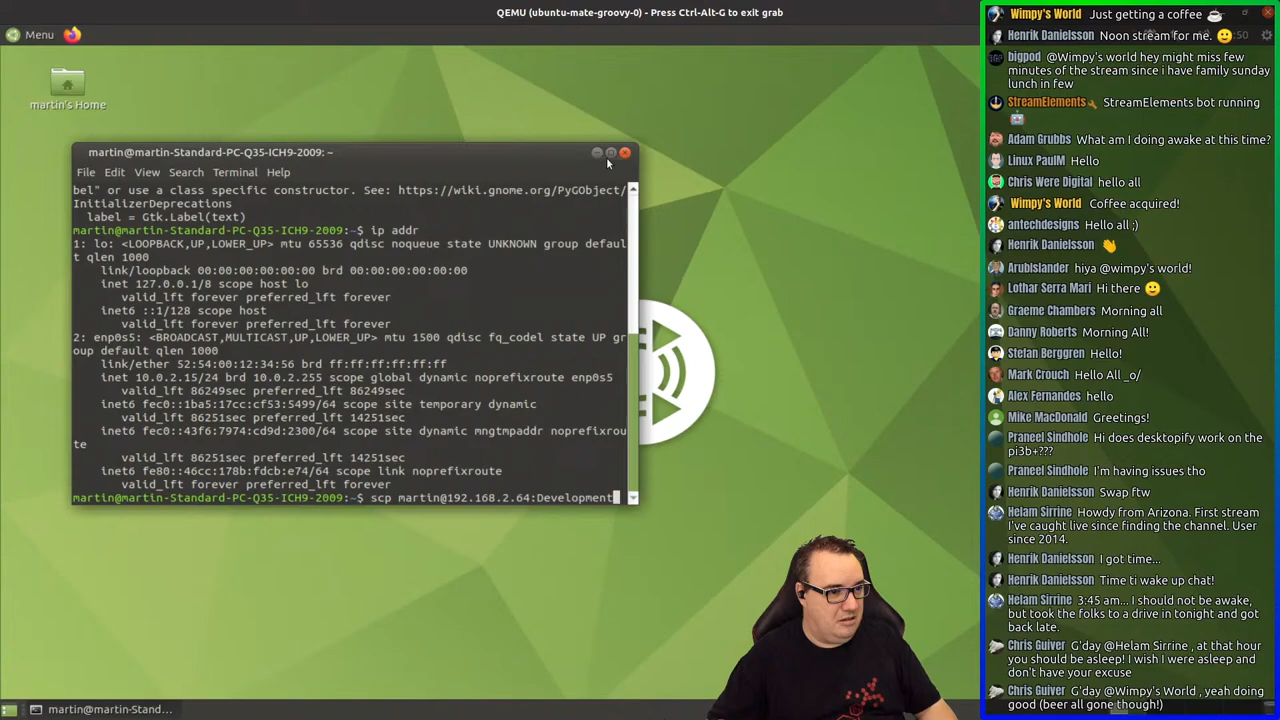 QEMU (ubuntu-mate-groovy-0) - Press Ctrl-Alt-G to exit grab
Menu
martin's Home
martin@martin-Standard-PC-Q35-ICH9-2009: ~
File Edit View Search Terminal Help
bel" or use a class specific constructor. See: https://wiki.gnome.org/PyGObject/
InitializerDeprecations
label = Gtk.Label(text)
martin@martin-Standard-PC-Q35-ICH9-2009:~$ ip addr
1: lo: <LOOPBACK,UP,LOWER_UP> mtu 65536 qdisc noqueue state UNKNOWN group defaul
t qlen 1000
link/loopback 00:00:00:00:00:00 brd 00:00:00:00:00:00
inet 127.0.0.1/8 scope host lo
valid_lft forever preferred_lft forever
inet6 ::1/128 scope host
valid_lft forever preferred_lft forever
2: enp0s5: <BROADCAST,MULTICAST,UP,LOWER_UP> mtu 1500 qdisc fq_codel state UP gr
oup default qlen 1000
link/ether 52:54:00:12:34:56 brd ff:ff:ff:ff:ff:ff
inet 10.0.2.15/24 brd 10.0.2.255 scope global dynamic noprefixroute enp0s5
valid_lft 86249sec preferred_lft 86249sec
inet6 fec0::1ba5:17cc:cf53:5499/64 scope site temporary dynamic
valid_lft 86251sec preferred_lft 14251sec
inet6 fec0::43f6:7974:cd9d:2300/64 scope site dynamic mngtmpaddr noprefixrou
te
valid_lft 86251sec preferred_lft 14251sec
inet6 fe80::46cc:178b:fdcb:e74/64 scope link noprefixroute
valid_lft forever preferred_lft forever
martin@martin-Standard-PC-Q35-ICH9-2009:~$ scp martin@192.168.2.64:Development
martin@martin-Stand...
Wimpy's World Just getting a coffee ☕
Henrik Danielsson Noon stream for me. 🙂
bigpod @Wimpy's world hey might miss few
minutes of the stream since i have family sunday
lunch in few
StreamElements StreamElements bot running
🤖
Adam Grubbs What am I doing awake at this time?
Linux PaulM Hello
Chris Were Digital hello all
Wimpy's World Coffee acquired!
antechdesigns Hello all ;)
Henrik Danielsson 👋
ArubIslander hiya @wimpy's world!
Lothar Serra Mari Hi there 🙂
Graeme Chambers Morning all
Danny Roberts Morning All!
Stefan Berggren Hello!
Mark Crouch Hello All _o/
Alex Fernandes hello
Mike MacDonald Greetings!
Praneel Sindhole Hi does desktopify work on the
pi3b+???
Praneel Sindhole I'm having issues tho
Henrik Danielsson Swap ftw
Helam Sirrine Howdy from Arizona. First stream
I've caught live since finding the channel. User
since 2014.
Henrik Danielsson I got time...
Henrik Danielsson Time ti wake up chat!
Helam Sirrine 3:45 am... I should not be awake,
but took the folks to a drive in tonight and got
back late.
Chris Guiver G'day @Helam Sirrine , at that hour
you should be asleep! I wish I were asleep and
don't have your excuse
Chris Guiver G'day @Wimpy's World , yeah doing
good (beer all gone though!)